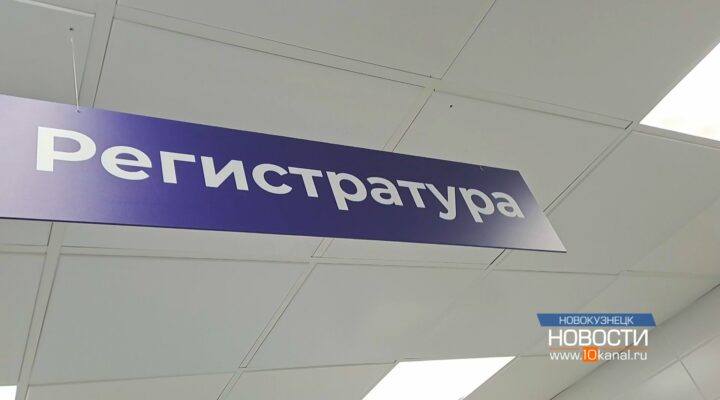 Регистратура
НОВОКУЗНЕЦК
НОВОСТИ
www.10kanal.ru